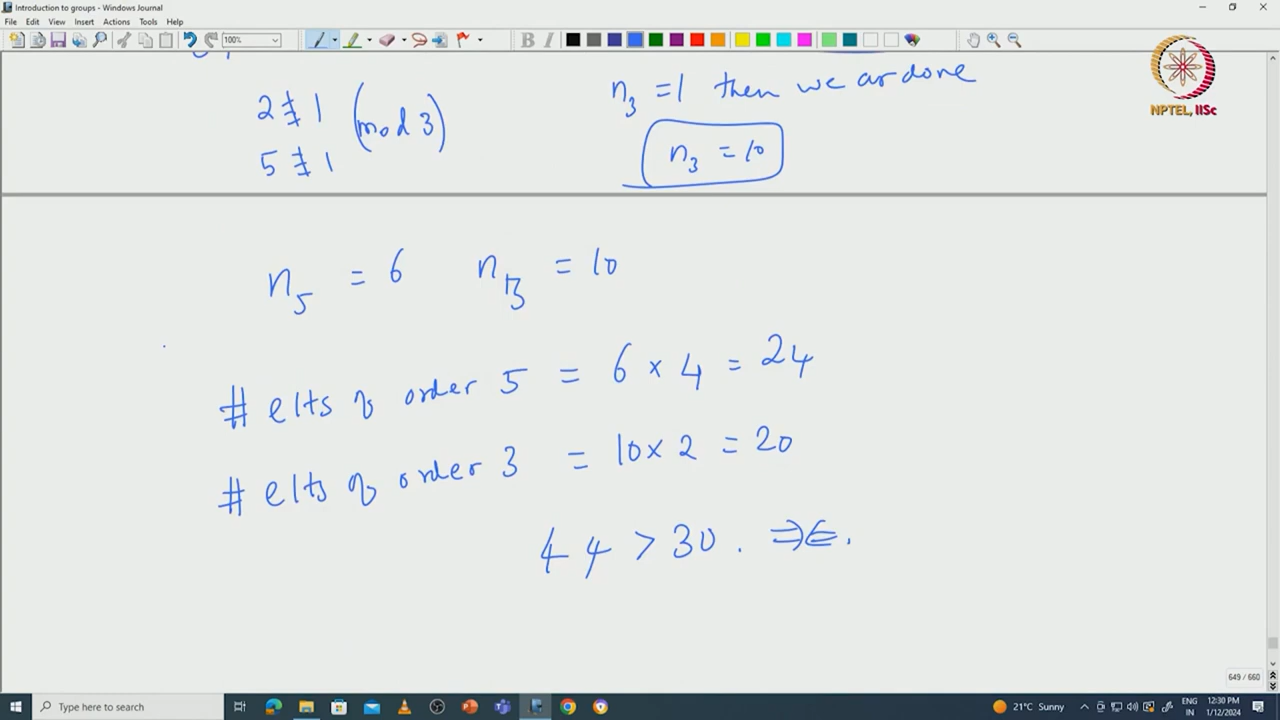 Introduction to groups - Windows Journal
File Edit View Insert Actions Tools Help
100%
B I
NPTEL, IISc
2 ≢ 1 (mod 3)
5 ≢ 1
n₃ = 1 then we ar done
n₃ = 10
n₅ = 6 n₃ = 10
# elts of order 5 = 6 × 4 = 24
# elts of order 3 = 10 × 2 = 20
44 > 30 . ⇒⇐.
649 / 660
Type here to search
21°C Sunny
ENG
IN
12:30 PM
1/12/2024